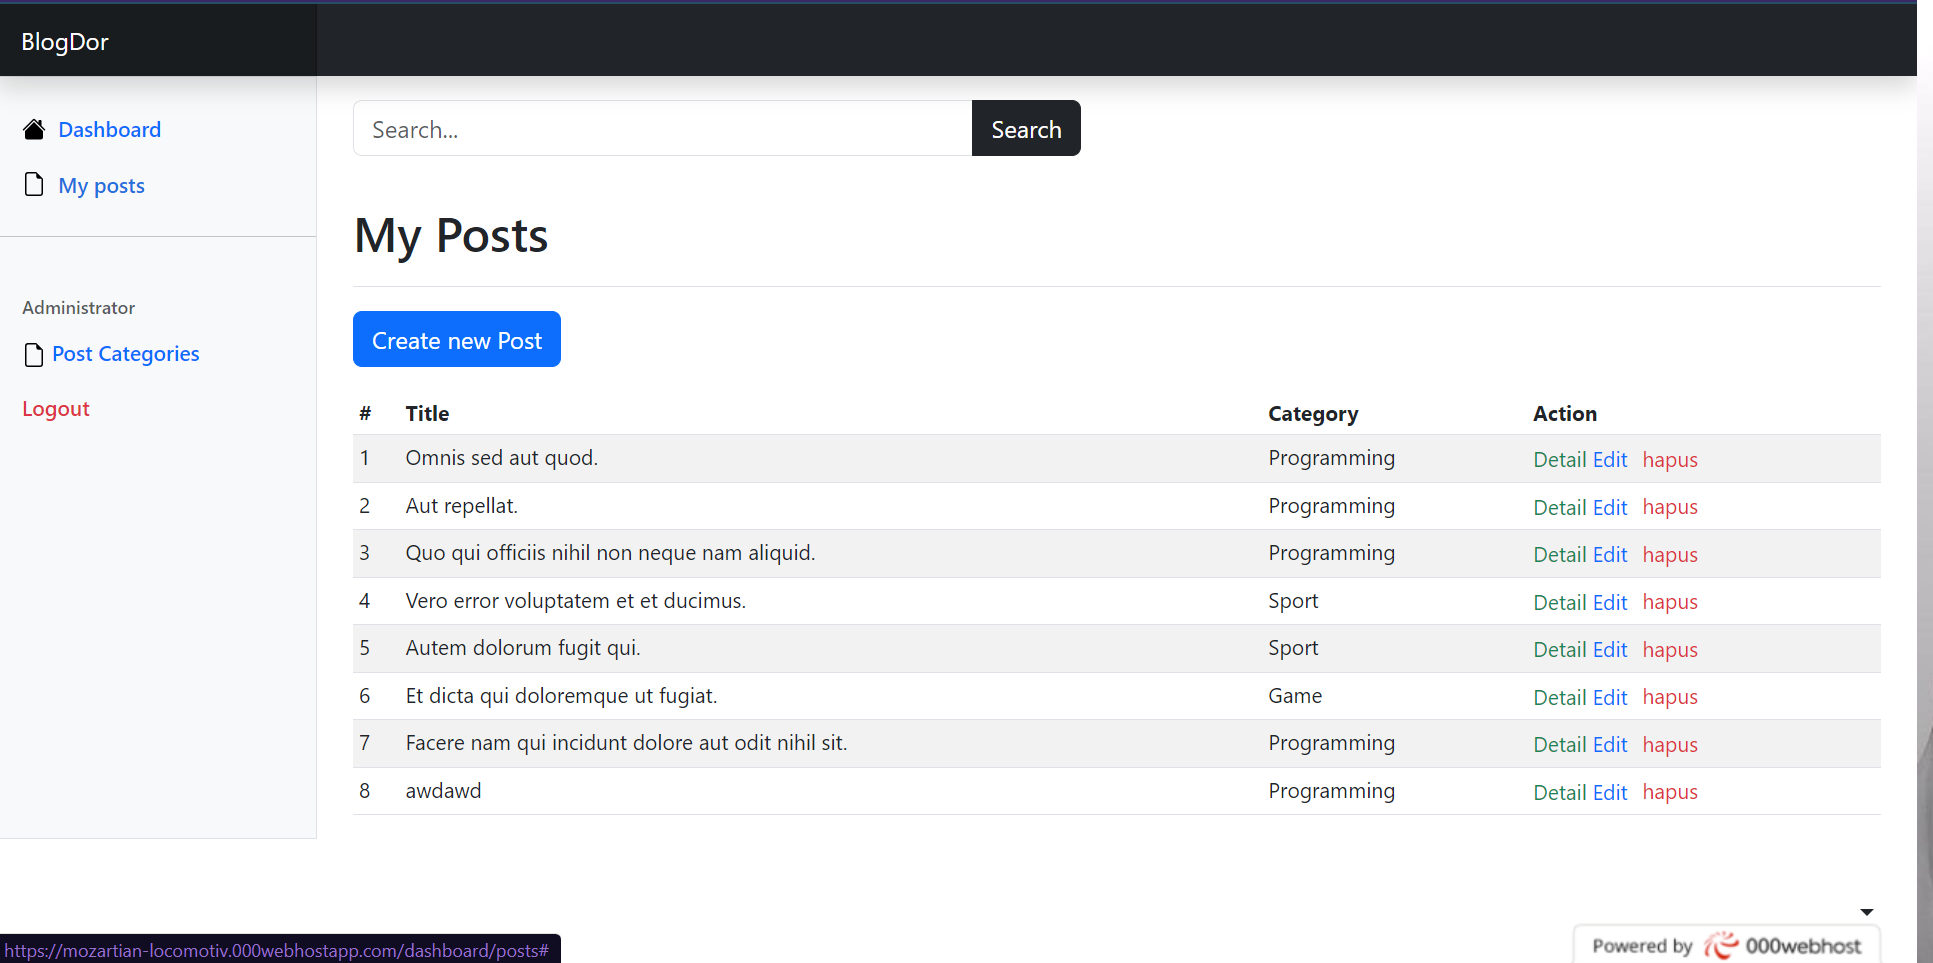 BlogDor
Dashboard
My posts
Administrator
Post Categories
Logout
Search... Search
My Posts
Create new Post
# Title Category Action
1 Omnis sed aut quod. Programming Detail Edit hapus
2 Aut repellat. Programming Detail Edit hapus
3 Quo qui officiis nihil non neque nam aliquid. Programming Detail Edit hapus
4 Vero error voluptatem et et ducimus. Sport Detail Edit hapus
5 Autem dolorum fugit qui. Sport Detail Edit hapus
6 Et dicta qui doloremque ut fugiat. Game Detail Edit hapus
7 Facere nam qui incidunt dolore aut odit nihil sit. Programming Detail Edit hapus
8 awdawd Programming Detail Edit hapus
https://mozartian-locomotiv.000webhostapp.com/dashboard/posts#
Powered by 000webhost